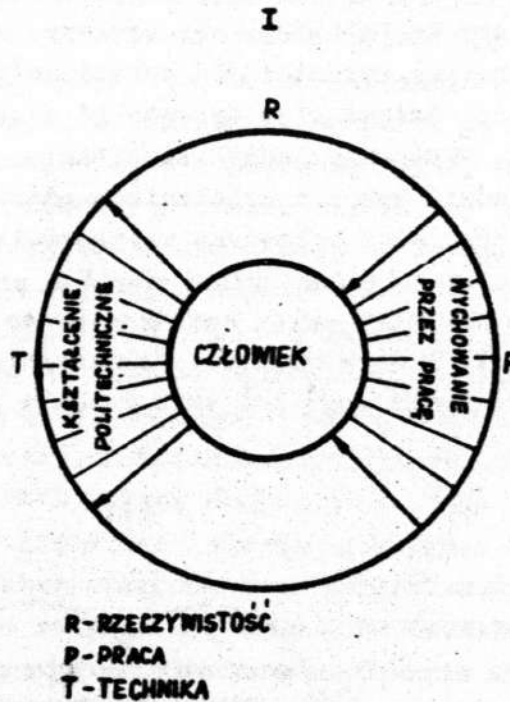 I
R
KSZTAŁCENIE
POLITECHNICZNE
T
CZŁOWIEK
WYCHOWANIE
PRZEZ PRACĘ
P
R-RZECZYWISTOŚĆ
P-PRACA
T-TECHNIKA